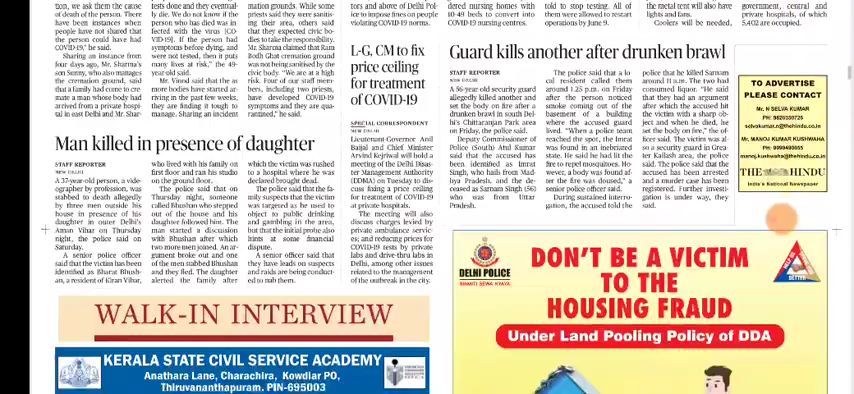 tion, we ask them the cause
of death of the person. There
have been instances when
people have not shared that
the person could have had
COVID-19," he said.
Sharing an instance from
four days ago, Mr. Sharma's
son Sunny, who also manages
the cremation ground, said
that a family had come to cre-
mate a man whose body had
arrived from a private hospi-
tal in east Delhi and Mr. Shar-
tests done and they eventual-
ly die. We do not know if the
person who has died was in-
fected with the virus [CO-
VID-19]. If the person had
symptoms before dying, and
were not tested, then it puts
many lives at risk," the 49-
year-old said.
Mr. Vinod said that as
more bodies have started ar-
riving in the past few weeks,
they are finding it tough to
manage. Sharing an incident
mation grounds. While some
priests said they were sanitis-
ing their area, others said
that they expected civic bo-
dies to take the responsibility.
Mr. Sharma claimed that Ram
Bodh Ghat cremation ground
was not being sanitised by the
civic body. "We are at a high
risk. Four of our staff mem-
bers, including two priests,
have developed COVID-19
symptoms and they are qua-
rantined," he said.
Man killed in presence of daughter
STAFF REPORTER
NEW DELHI
A 37-year-old person, a vide-
ographer by profession, was
stabbed to death allegedly
by three men outside his
house in presence of his
daughter in outer Delhi's
Aman Vihar on Thursday
night, the police said on
Saturday.
A senior police officer
said that the victim has been
identified as Bharat Bhush-
an, a resident of Kiran Vihar,
who lived with his family on
first floor and ran his studio
on the ground floor.
The police said that on
Thursday night, someone
called Bhushan who stepped
out of the house and his
daughter followed him. The
man started a discussion
with Bhushan after which
two more men joined. An ar-
gument broke out and one
of the men stabbed Bhushan
and they fled. The daughter
alerted the family after
which the victim was rushed
to a hospital where he was
declared brought dead.
The police said the fa-
mily suspects that the victim
was targeted as he used to
object to public drinking
and gambling in the area,
but that the initial probe also
hints at some financial
dispute.
A senior officer said that
they have leads on suspects
and raids are being conduct-
ed to nab them.
tors and above of Delhi Pol-
ice to impose fines on people
violating COVID-19 norms.
L-G, CM to fix
price ceiling
for treatment
of COVID-19
SPECIAL CORRESPONDENT
NEW DELHI
Lieutenant-Governor Anil
Baijal and Chief Minister
Arvind Kejriwal will hold a
meeting of the Delhi Disas-
ter Management Authority
(DDMA) on Tuesday to dis-
cuss fixing a price ceiling
for treatment of COVID-19
at private hospitals.
The meeting will also
discuss charges levied by
private ambulance servic-
es; and reducing prices for
COVID-19 tests by private
labs and drive-thru labs in
Delhi, among other issues
related to the management
of the outbreak in the city.
dered nursing homes with
10-49 beds to convert into
COVID-19 nursing centres.
told to stop testing. All of
them were allowed to restart
operations by June 9.
the metal tent will also have
lights and fans.
Coolers will be needed,
government, central and
private hospitals, of which
5,402 are occupied.
Guard kills another after drunken brawl
STAFF REPORTER
NEW DELHI
A 56-year-old security guard
allegedly killed another and
set the body on fire after a
drunken brawl in south Del-
hi's Chittaranjan Park area
on Friday, the police said.
Deputy Commissioner of
Police (South) Atul Kumar
said that the accused has
been identified as Imrat
Singh, who hails from Mad-
hya Pradesh, and the de-
ceased as Sarnam Singh (56)
who was from Uttar
Pradesh.
The police said that a lo-
cal resident called them
around 1.25 p.m. on Friday
after the person noticed
smoke coming out of the
basement of a building
where the accused guard
lived. "When a police team
reached the spot, the Imrat
was found in an inebriated
state. He said he had lit the
fire to repel mosquitoes. Ho-
wever, a body was found af-
ter the fire was doused," a
senior police officer said.
During sustained interro-
gation, the accused told the
police that he killed Sarnam
around 11 a.m. The two had
consumed liquor. "He said
that they had an argument
after which the accused hit
the victim with a sharp ob-
ject and when he died, he
set the body on fire," the of-
ficer said. The victim was al-
so a security guard in Grea-
ter Kailash area, the police
said. The police said that the
accused has been arrested
and a murder case has been
registered. Further investi-
gation is under way, they
said.
TO ADVERTISE
PLEASE CONTACT
Mr. N SELVA KUMAR
selvakumar.n@thehindu.co.in
Mr. MANOJ KUMAR KUSHWAHA
manoj.kushwaha@thehindu.co.in
THE HINDU
India's National Newspaper
WALK-IN INTERVIEW
KERALA STATE CIVIL SERVICE ACADEMY
Anathara Lane, Charachira, Kowdiar PO,
Thiruvananthapuram. PIN-695003
DELHI POLICE
SHANTI SEWA NYAYA
DON'T BE A VICTIM
TO THE
HOUSING FRAUD
Under Land Pooling Policy of DDA